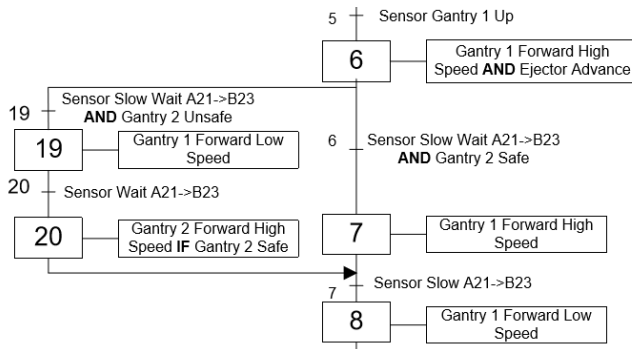 5 Sensor Gantry 1 Up
6
Gantry 1 Forward High
Speed AND Ejector Advance
19 Sensor Slow Wait A21->B23
AND Gantry 2 Unsafe
6 Sensor Slow Wait A21->B23
AND Gantry 2 Safe
19
Gantry 1 Forward Low
Speed
20 Sensor Wait A21->B23
20
Gantry 2 Forward High
Speed IF Gantry 2 Safe
7
Gantry 1 Forward High
Speed
7 Sensor Slow A21->B23
8
Gantry 1 Forward Low
Speed